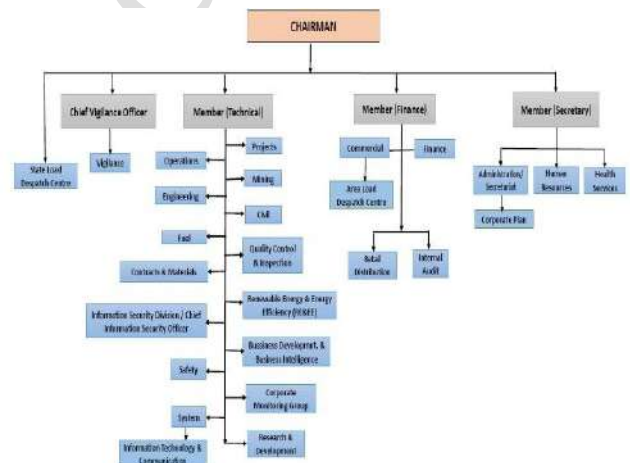 CHAIRMAN
Chief Vigilance Officer
Member (Technical)
Member (Finance)
Member (Secretary)
State Load
Despatch Centre
Vigilance
Operations
Projects
Engineering
Mining
Civil
Fuel
Quality Control
& Inspection
Contracts & Materials
Renewable Energy & Energy
Efficiency (RE&EE)
Information Security Division / Chief
Information Security Officer
Bussiness Developmt. &
Business Intelligence
Safety
Corporate
Monitoring Group
System
Research &
Development
Information Technology &
Communication
Commercial
Finance
Area Load
Despatch Centre
Retail
Distribution
Internal
Audit
Administration/
Secretariat
Human
Resources
Health
Services
Corporate Plan